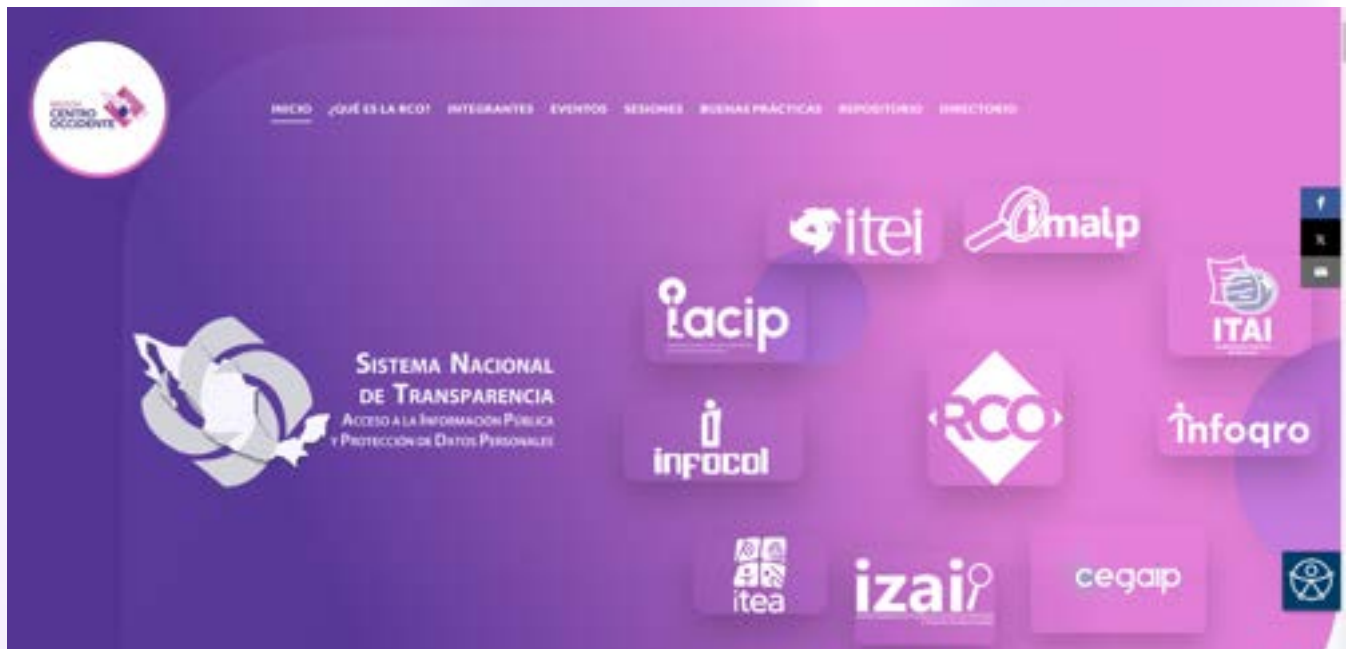 REGIÓN
CENTRO
OCCIDENTE
INICIO ¿QUÉ ES LA RCO? INTEGRANTES EVENTOS SESIONES BUENAS PRÁCTICAS REPOSITORIO DIRECTORIO
itei
imaip
iacip
ITAI
SISTEMA NACIONAL
DE TRANSPARENCIA
ACCESO A LA INFORMACIÓN PÚBLICA
Y PROTECCIÓN DE DATOS PERSONALES
infocol
RCO
infoqro
itea
izai
cegaip